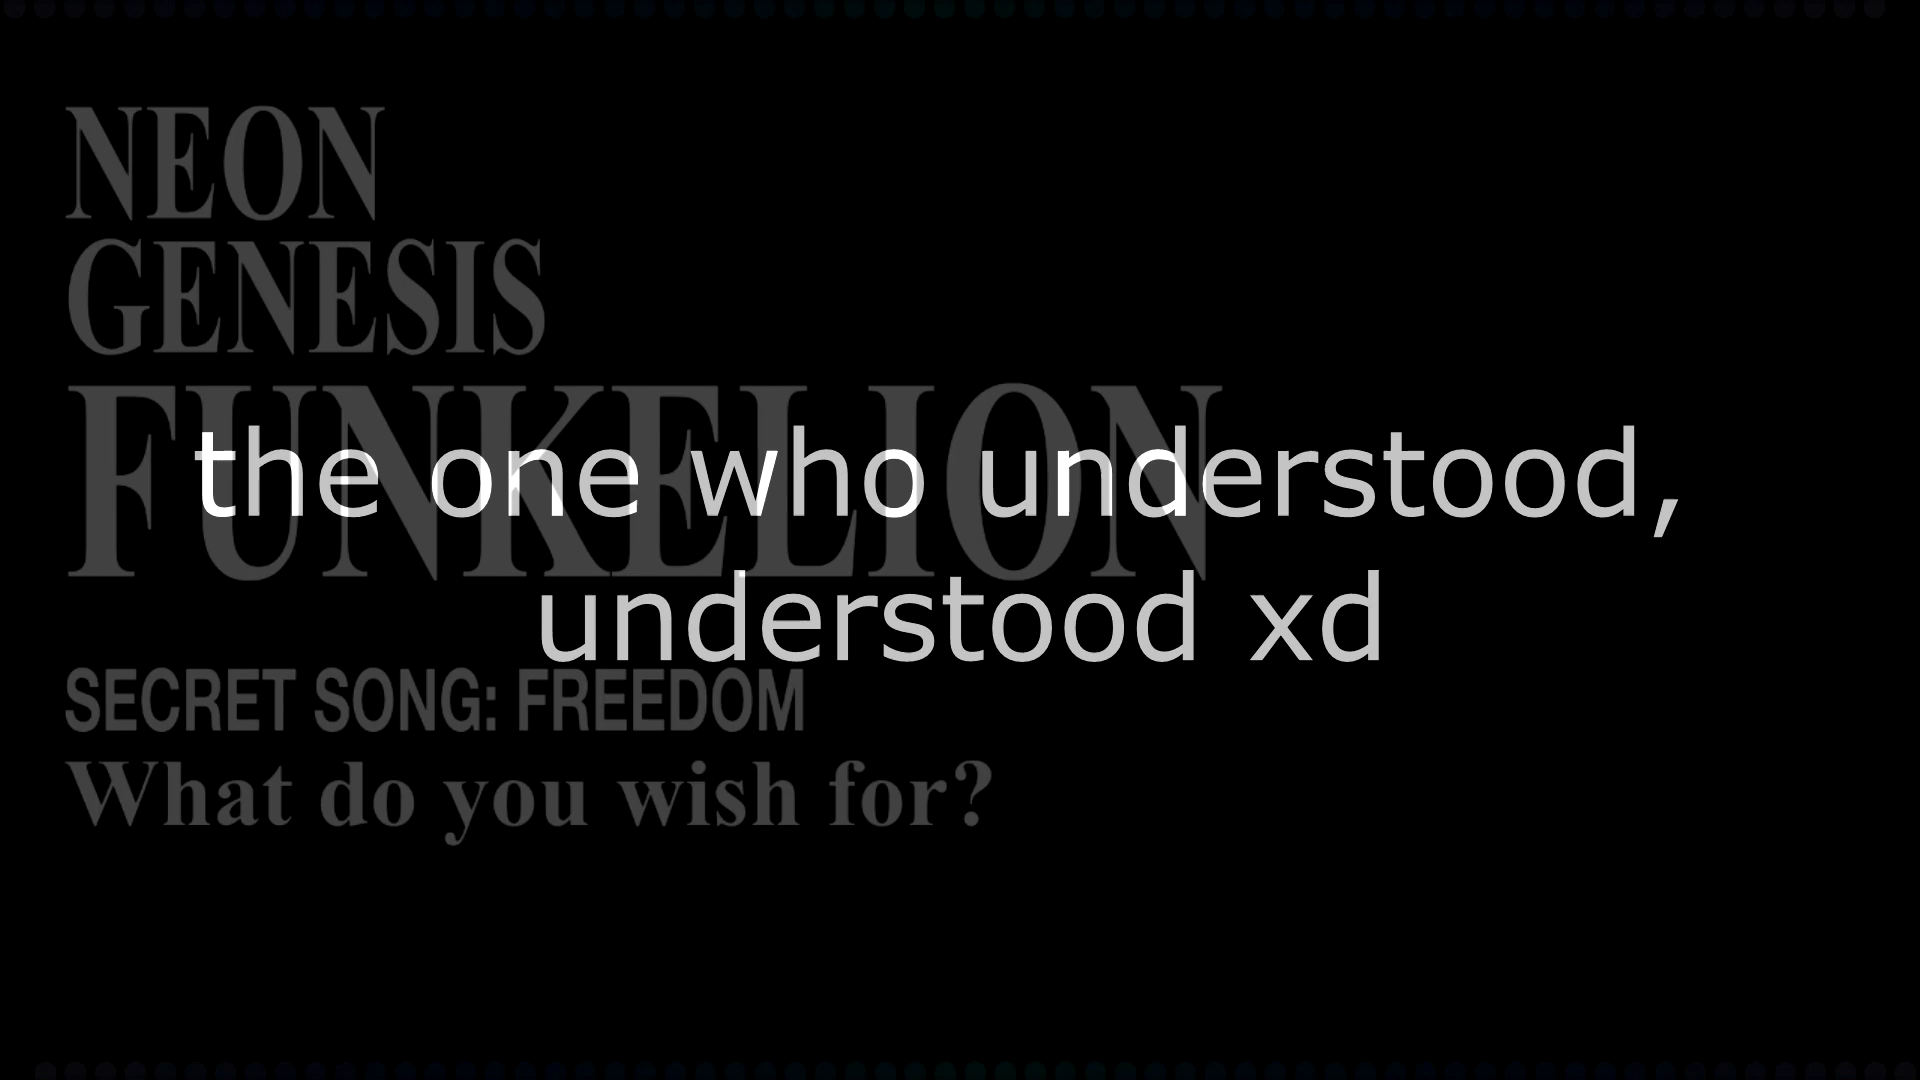 NEON
GENESIS
FUNKELION
the one who understood,
understood xd
SECRET SONG: FREEDOM
What do you wish for?